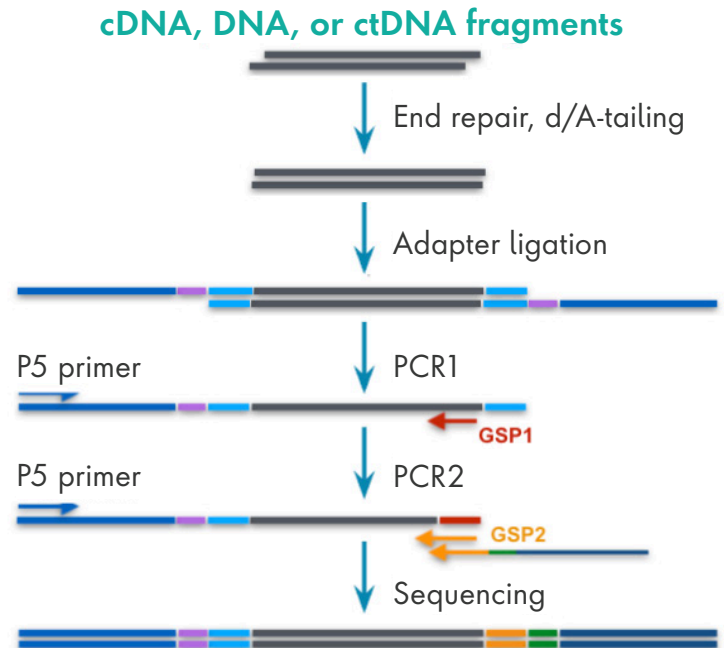 cDNA, DNA, or ctDNA fragments
End repair, d/A-tailing
Adapter ligation
P5 primer
PCR1
GSP1
P5 primer
PCR2
GSP2
Sequencing